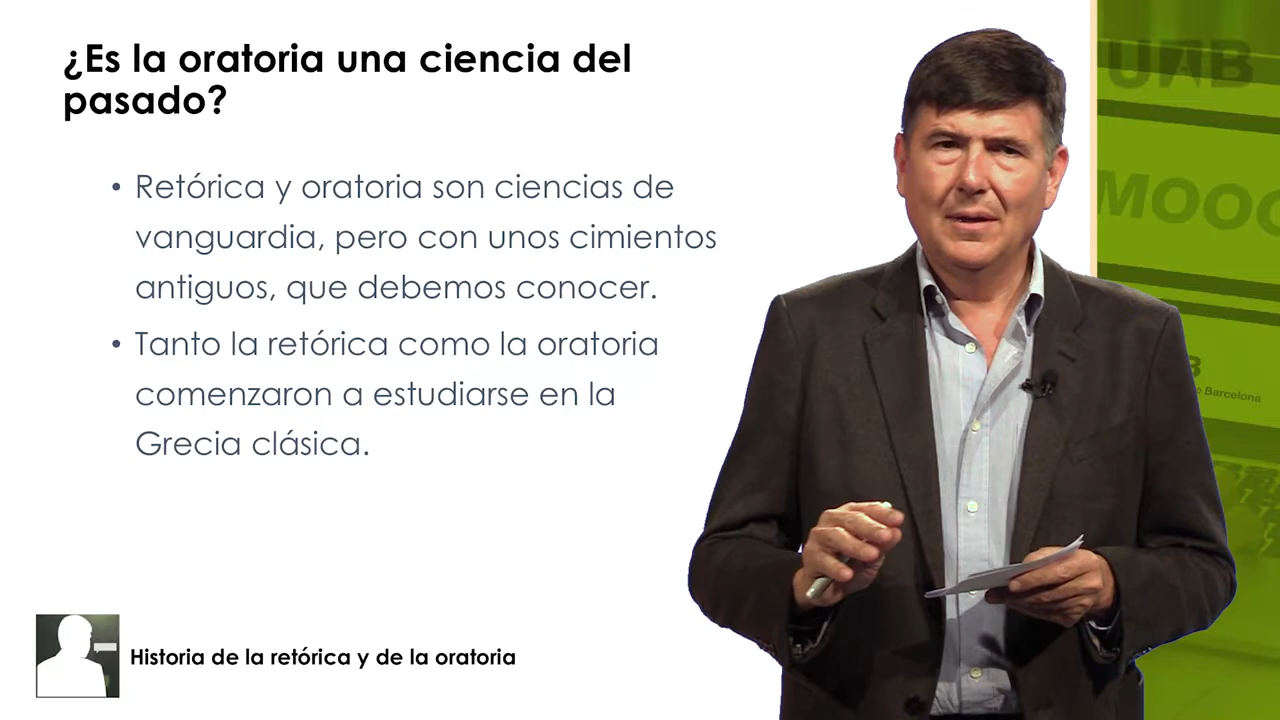 ¿Es la oratoria una ciencia del
pasado?
• Retórica y oratoria son ciencias de
vanguardia, pero con unos cimientos
antiguos, que debemos conocer.
• Tanto la retórica como la oratoria
comenzaron a estudiarse en la
Grecia clásica.
Historia de la retórica y de la oratoria
UAB
MOOC
B
Barcelona